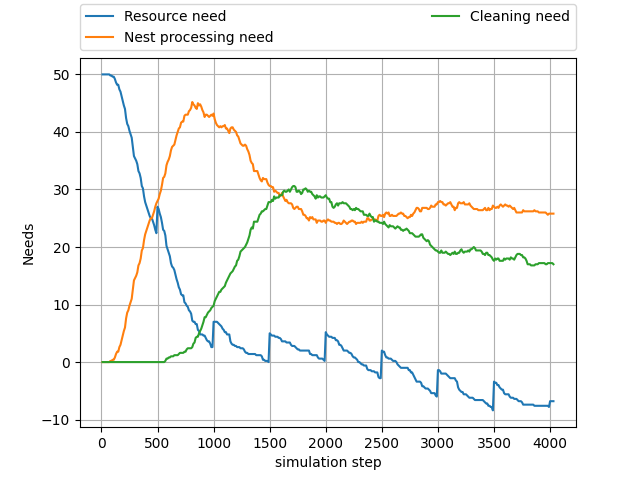 Resource need
Nest processing need
Cleaning need
50
40
30
20
10
0
−10
Needs
0 500 1000 1500 2000 2500 3000 3500 4000
simulation step